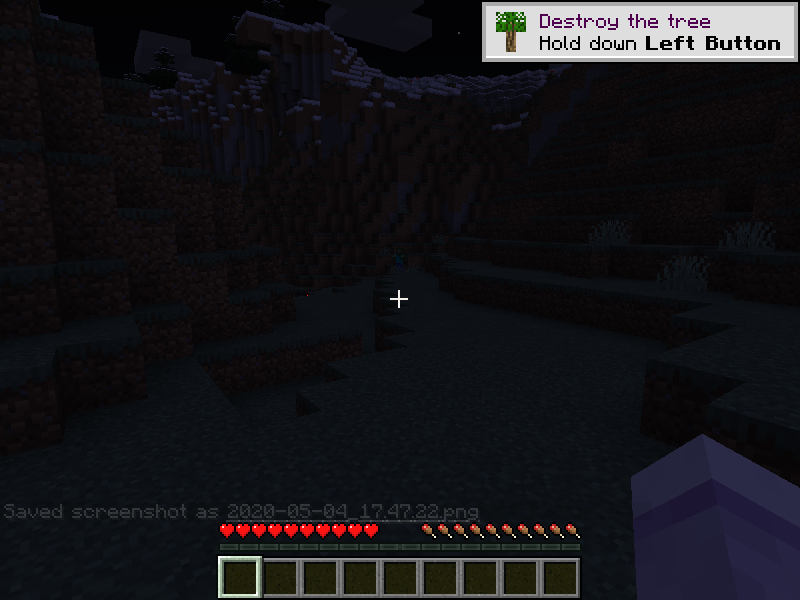 Destroy the tree
Hold down Left Button
Saved screenshot as 2020-05-04_17.47.22.png